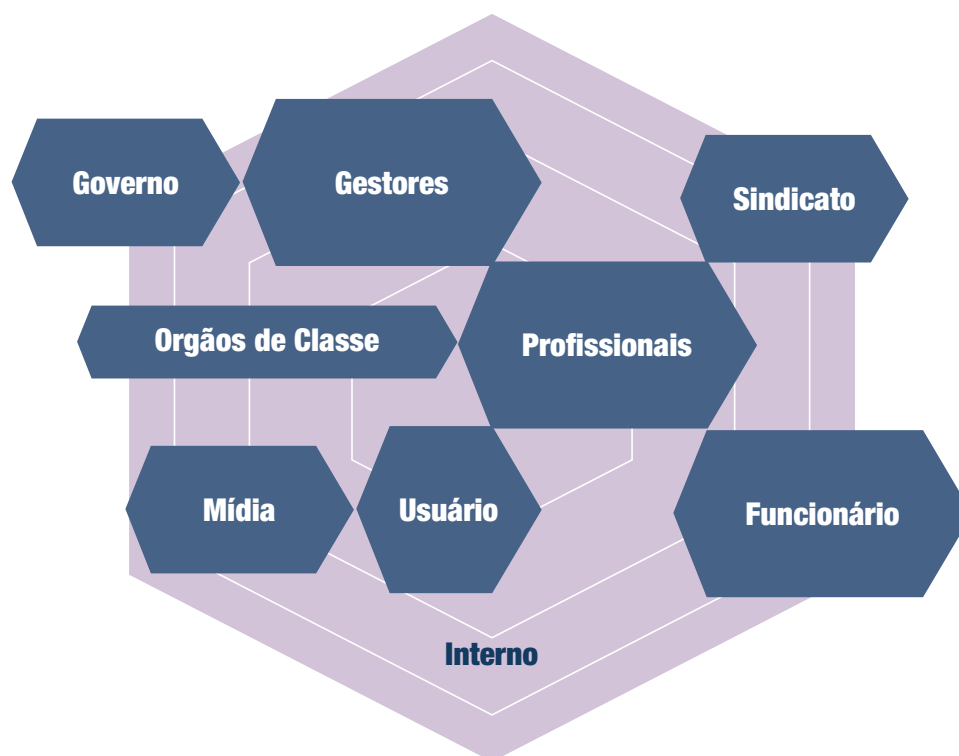 Governo
Gestores
Sindicato
Orgãos de Classe
Profissionais
Mídia
Usuário
Funcionário
Interno